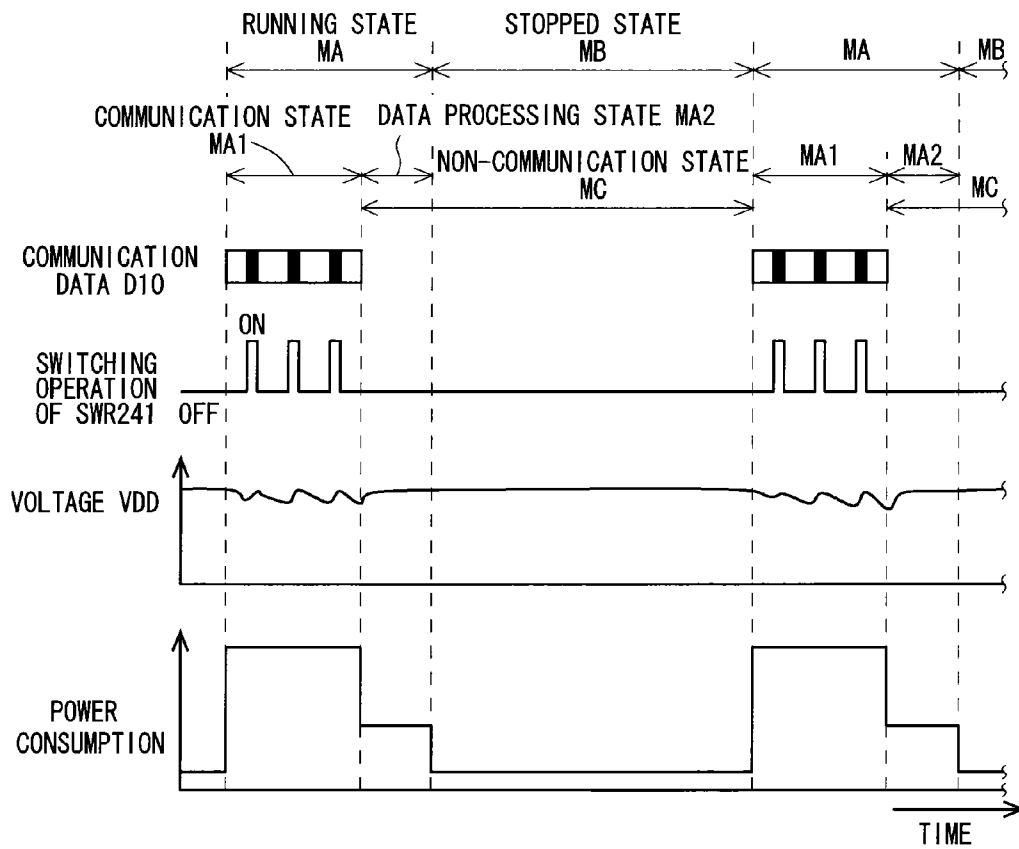 RUNNING STATE
MA
STOPPED STATE
MB
MA
MB
COMMUNICATION STATE
MA1
DATA PROCESSING STATE MA2
NON-COMMUNICATION STATE
MC
MA1
MA2
MC
COMMUNICATION
DATA D10
ON
SWITCHING
OPERATION
OF SWR241 OFF
VOLTAGE VDD
POWER
CONSUMPTION
TIME